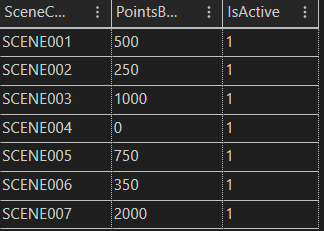 SceneC... PointsB... IsActive
SCENE001 500 1
SCENE002 250 1
SCENE003 1000 1
SCENE004 0 1
SCENE005 750 1
SCENE006 350 1
SCENE007 2000 1